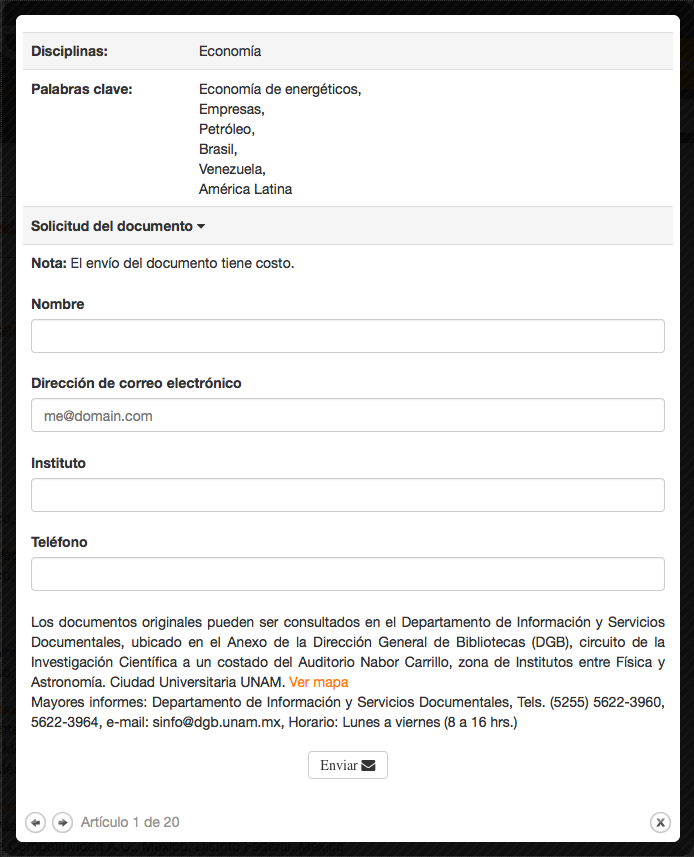 Disciplinas: Economía
Palabras clave: Economía de energéticos,
Empresas,
Petróleo,
Brasil,
Venezuela,
América Latina
Solicitud del documento
Nota: El envío del documento tiene costo.
Nombre
Dirección de correo electrónico
me@domain.com
Instituto
Teléfono
Los documentos originales pueden ser consultados en el Departamento de Información y Servicios
Documentales, ubicado en el Anexo de la Dirección General de Bibliotecas (DGB), circuito de la
Investigación Científica a un costado del Auditorio Nabor Carrillo, zona de Institutos entre Física y
Astronomía. Ciudad Universitaria UNAM. Ver mapa
Mayores informes: Departamento de Información y Servicios Documentales, Tels. (5255) 5622-3960,
5622-3964, e-mail: sinfo@dgb.unam.mx, Horario: Lunes a viernes (8 a 16 hrs.)
Enviar
Artículo 1 de 20